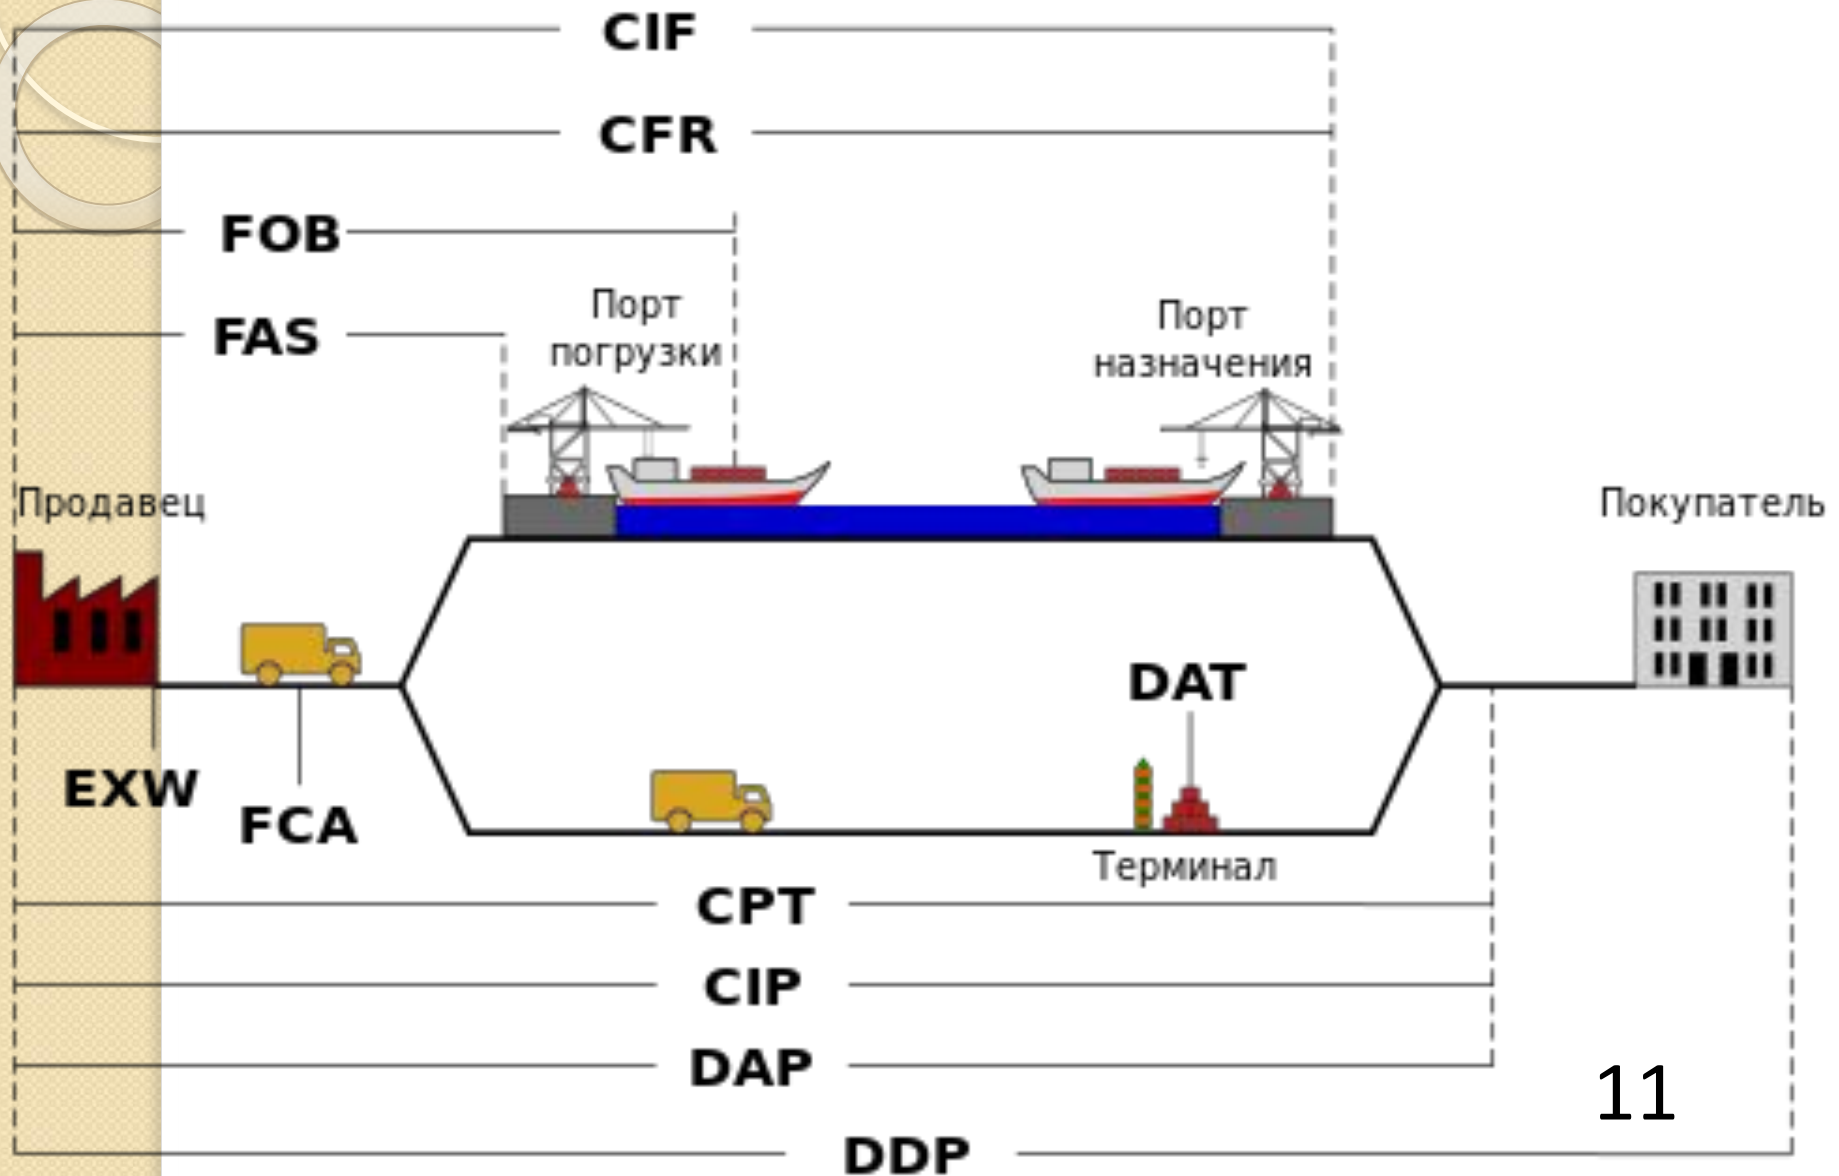 CIF
CFR
FOB
FAS
Порт
погрузки
Порт
назначения
Продавец
Покупатель
DAT
EXW
FCA
Терминал
CPT
CIP
DAP
11
DDP